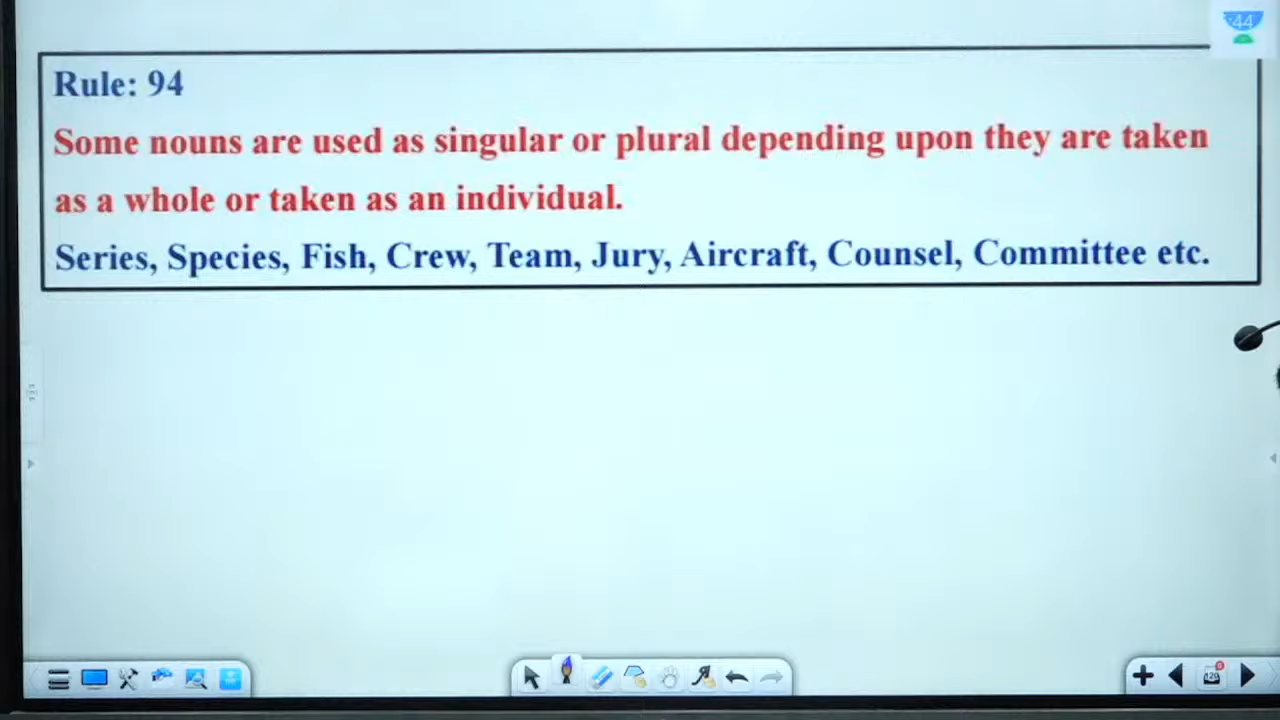 44
Rule: 94
Some nouns are used as singular or plural depending upon they are taken
as a whole or taken as an individual.
Series, Species, Fish, Crew, Team, Jury, Aircraft, Counsel, Committee etc.